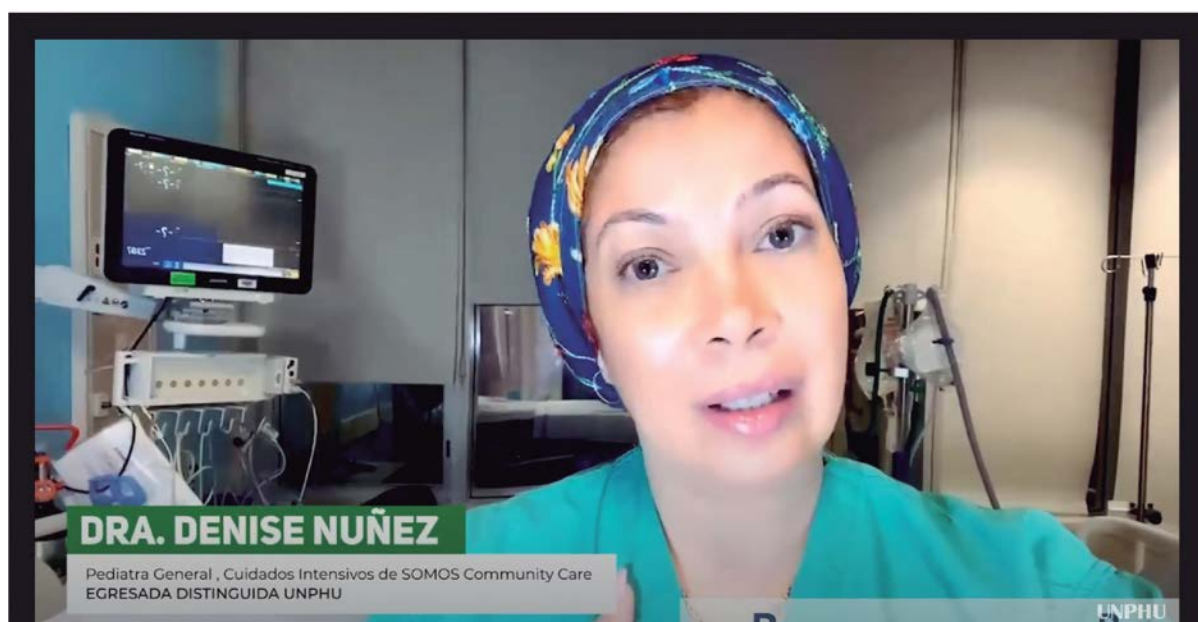 DRA. DENISE NUÑEZ
Pediatra General , Cuidados Intensivos de SOMOS Community Care
EGRESADA DISTINGUIDA UNPHU
UNPHU